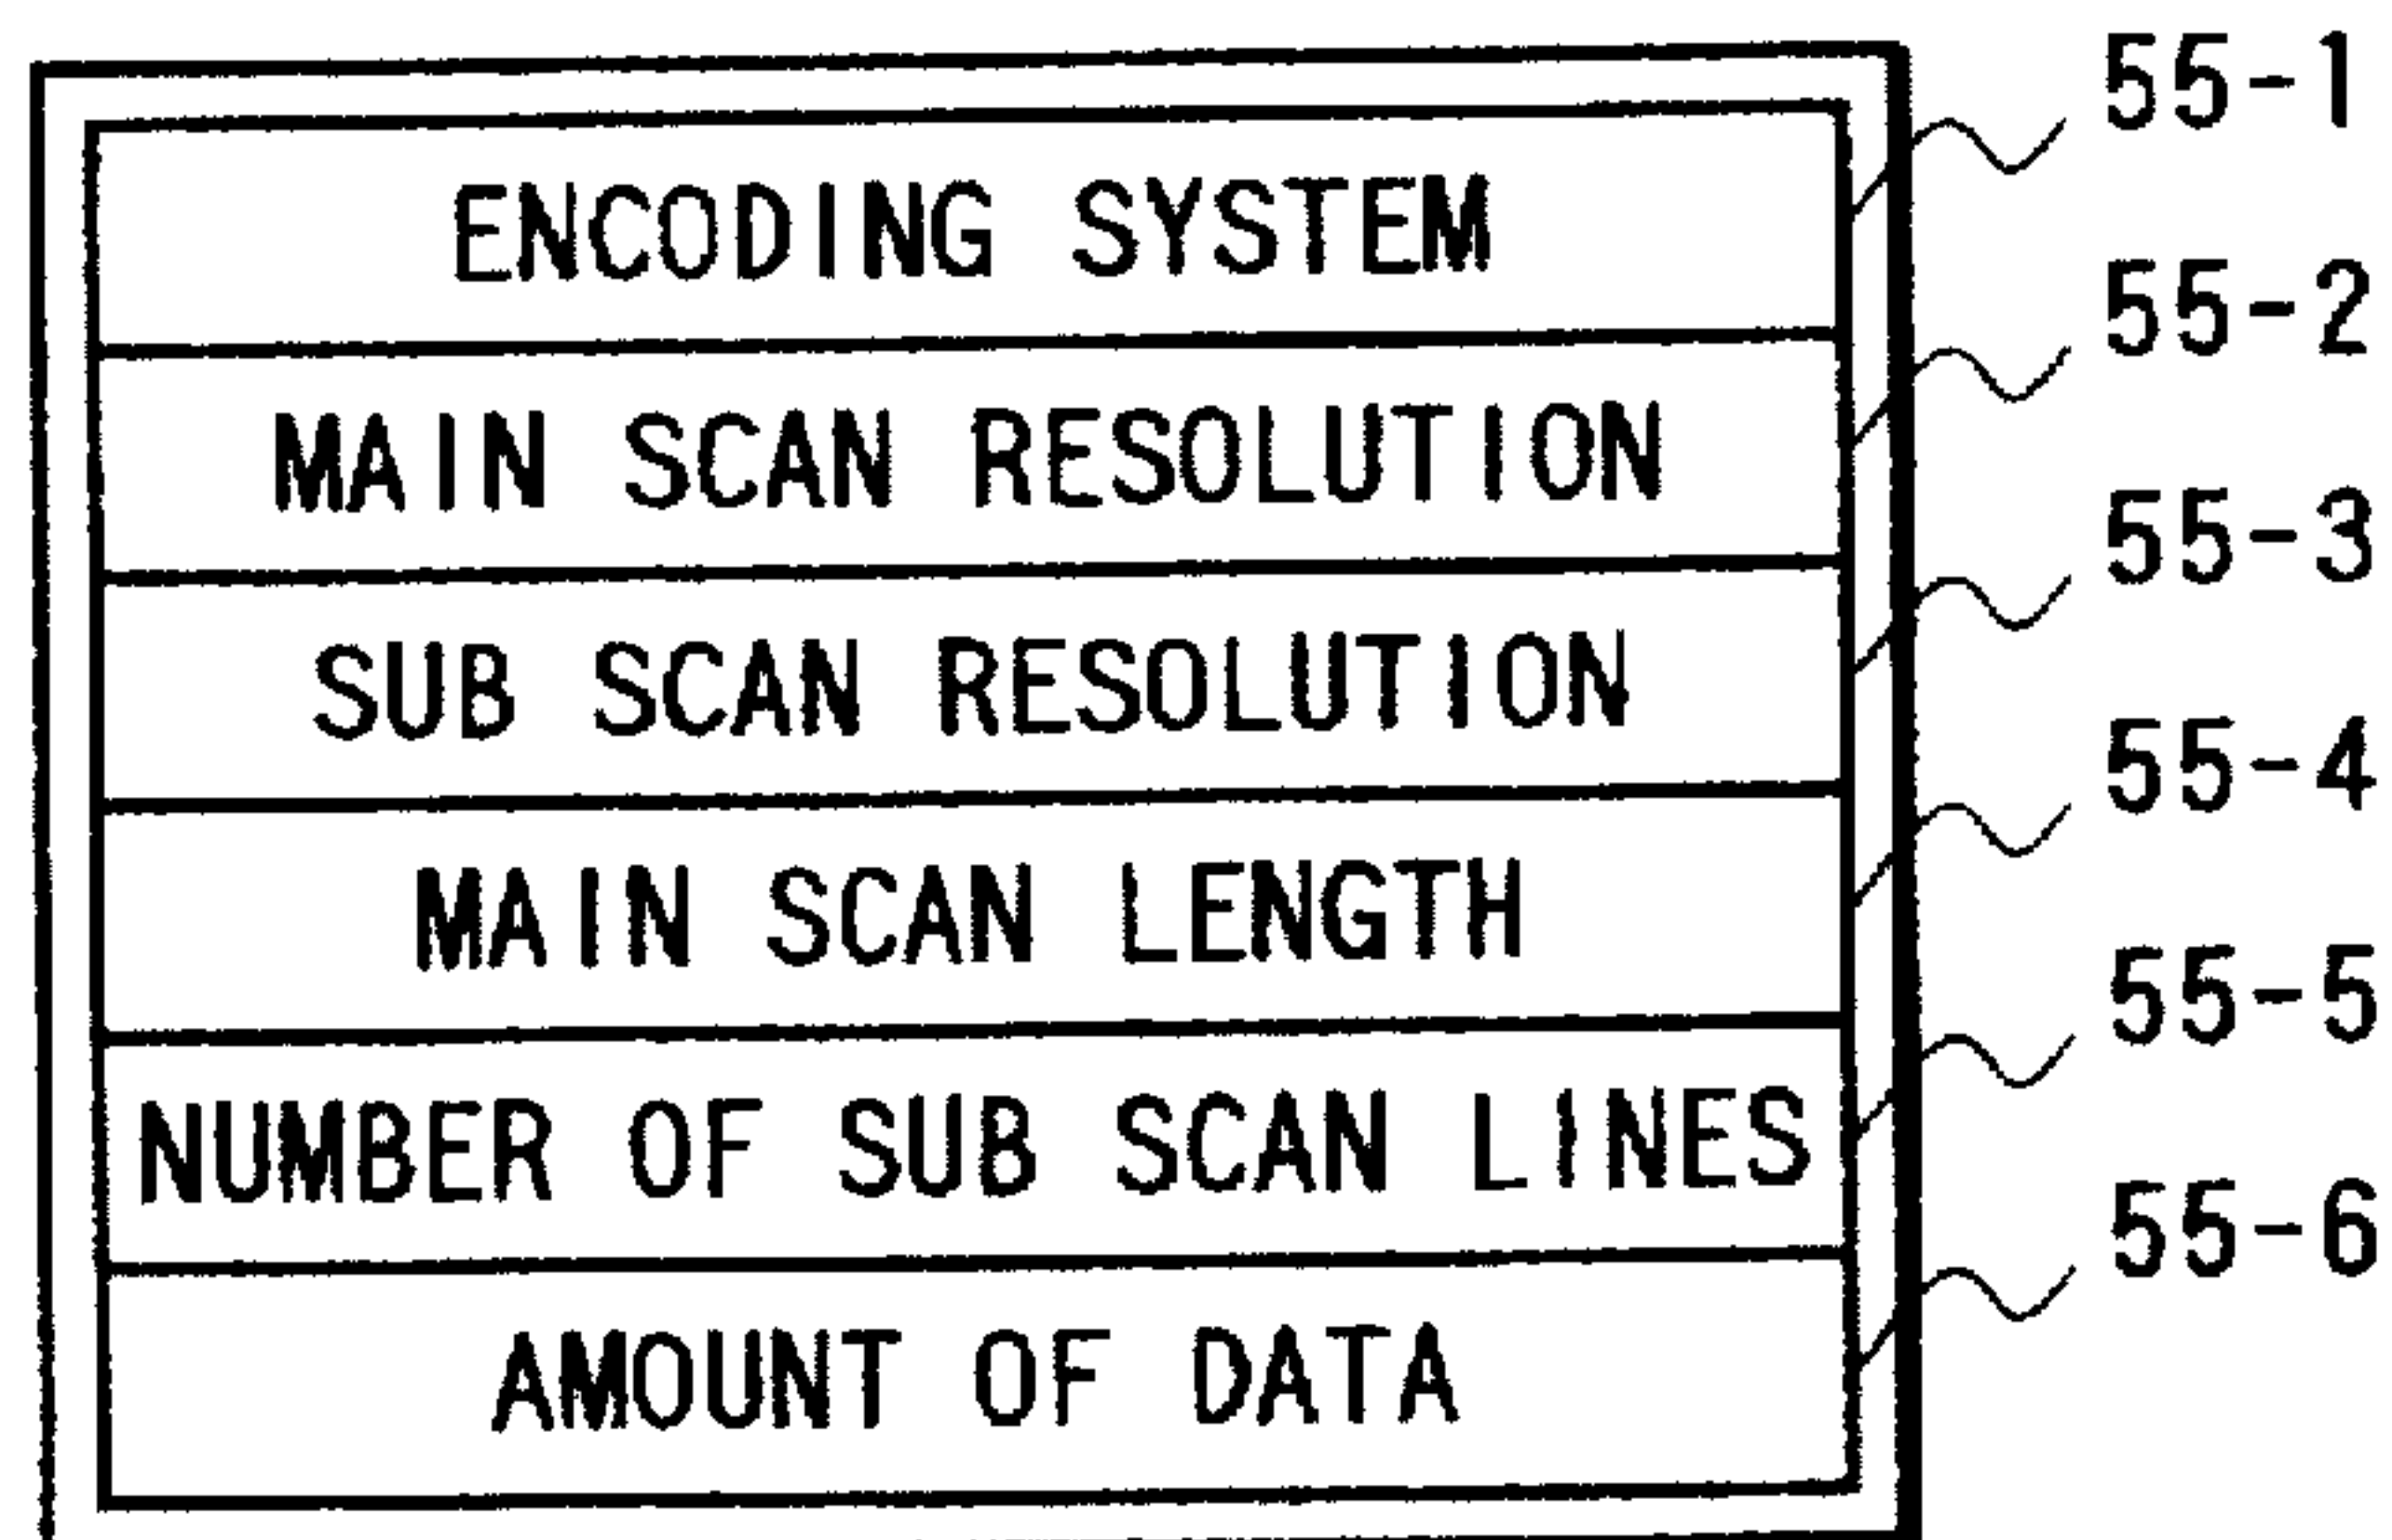 55-1
ENCODING SYSTEM
55-2
MAIN SCAN RESOLUTION
55-3
SUB SCAN RESOLUTION
55-4
MAIN SCAN LENGTH
55-5
NUMBER OF SUB SCAN LINES
55-6
AMOUNT OF DATA